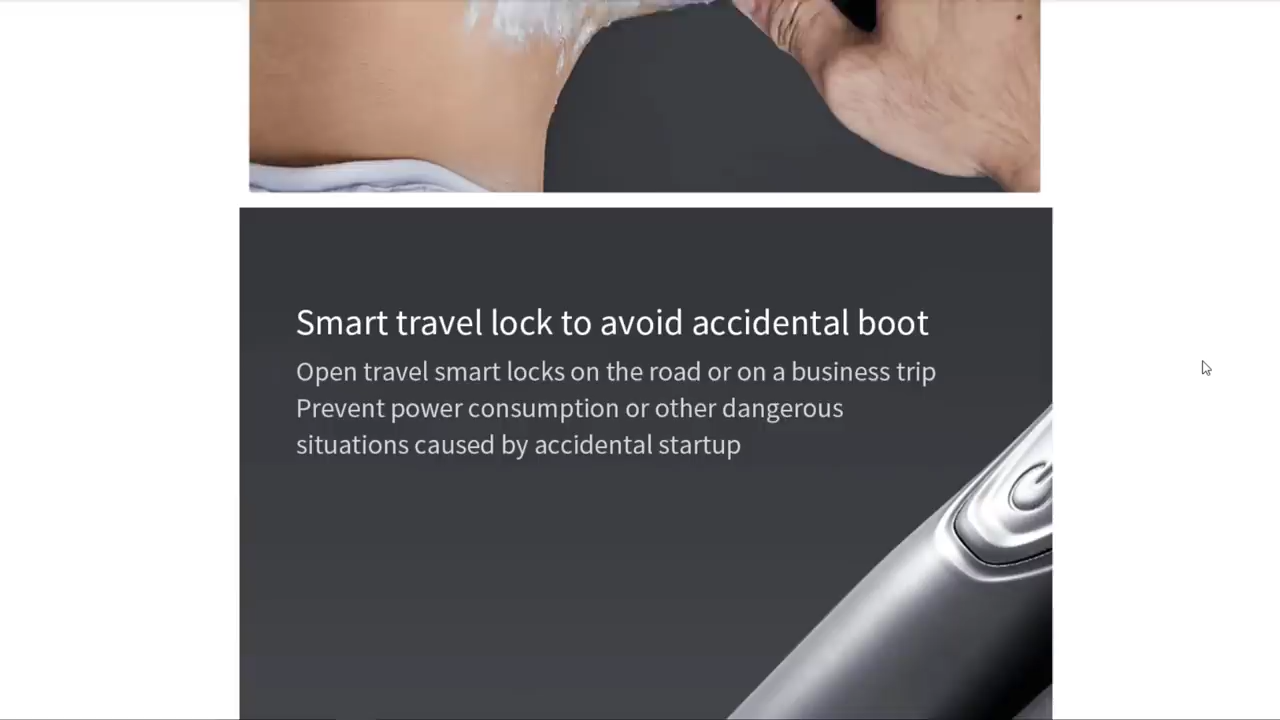 Smart travel lock to avoid accidental boot
Open travel smart locks on the road or on a business trip
Prevent power consumption or other dangerous
situations caused by accidental startup